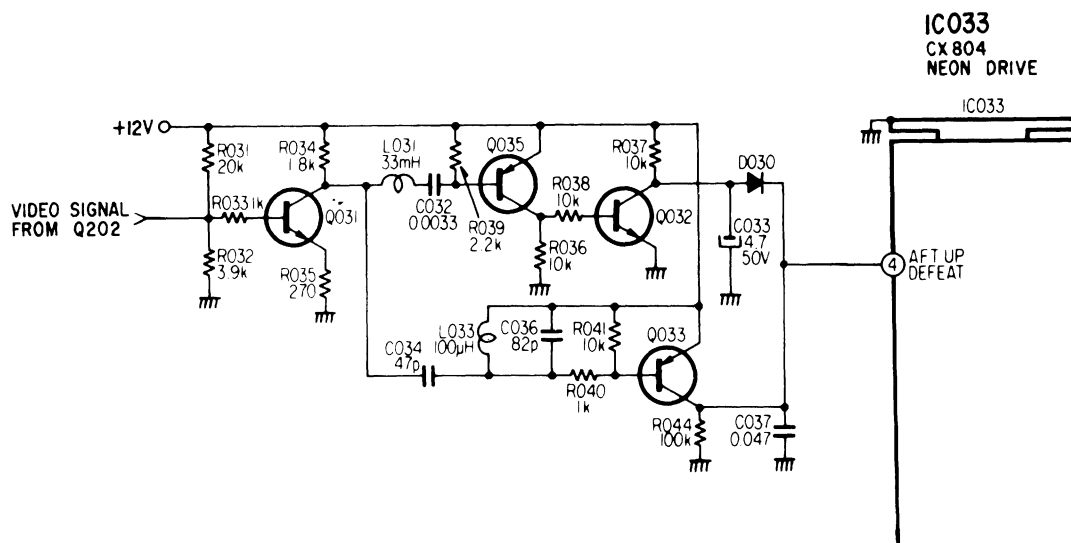 IC033
CX804
NEON DRIVE
IC033
+12V
R031
20k
R034
1.8k
L031
33mH
Q035
R037
10k
D030
R033 1k
Q031
C032
0.0033
R038
10k
Q032
VIDEO SIGNAL
FROM Q202
R039
2.2k
R032
3.9k
R035
270
R036
10k
C033
4.7
50V
4
AFT UP
DEFEAT
L033
100μH
C036
82p
R041
10k
Q033
C034
47p
R040
1k
R044
100k
C037
0.047